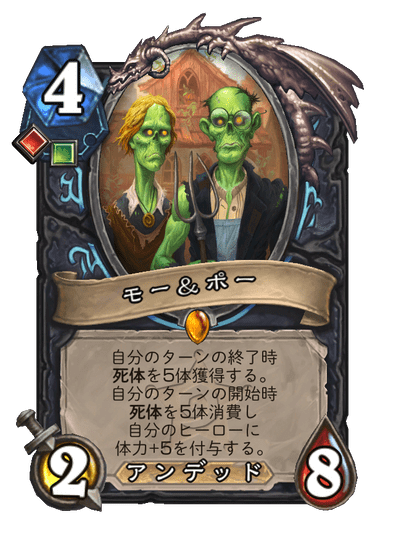 4
モー＆ポー
自分のターンの終了時
死体を5体獲得する。
自分のターンの開始時
死体を5体消費し
自分のヒーローに
体力+5を付与する。
2
アンデッド
8